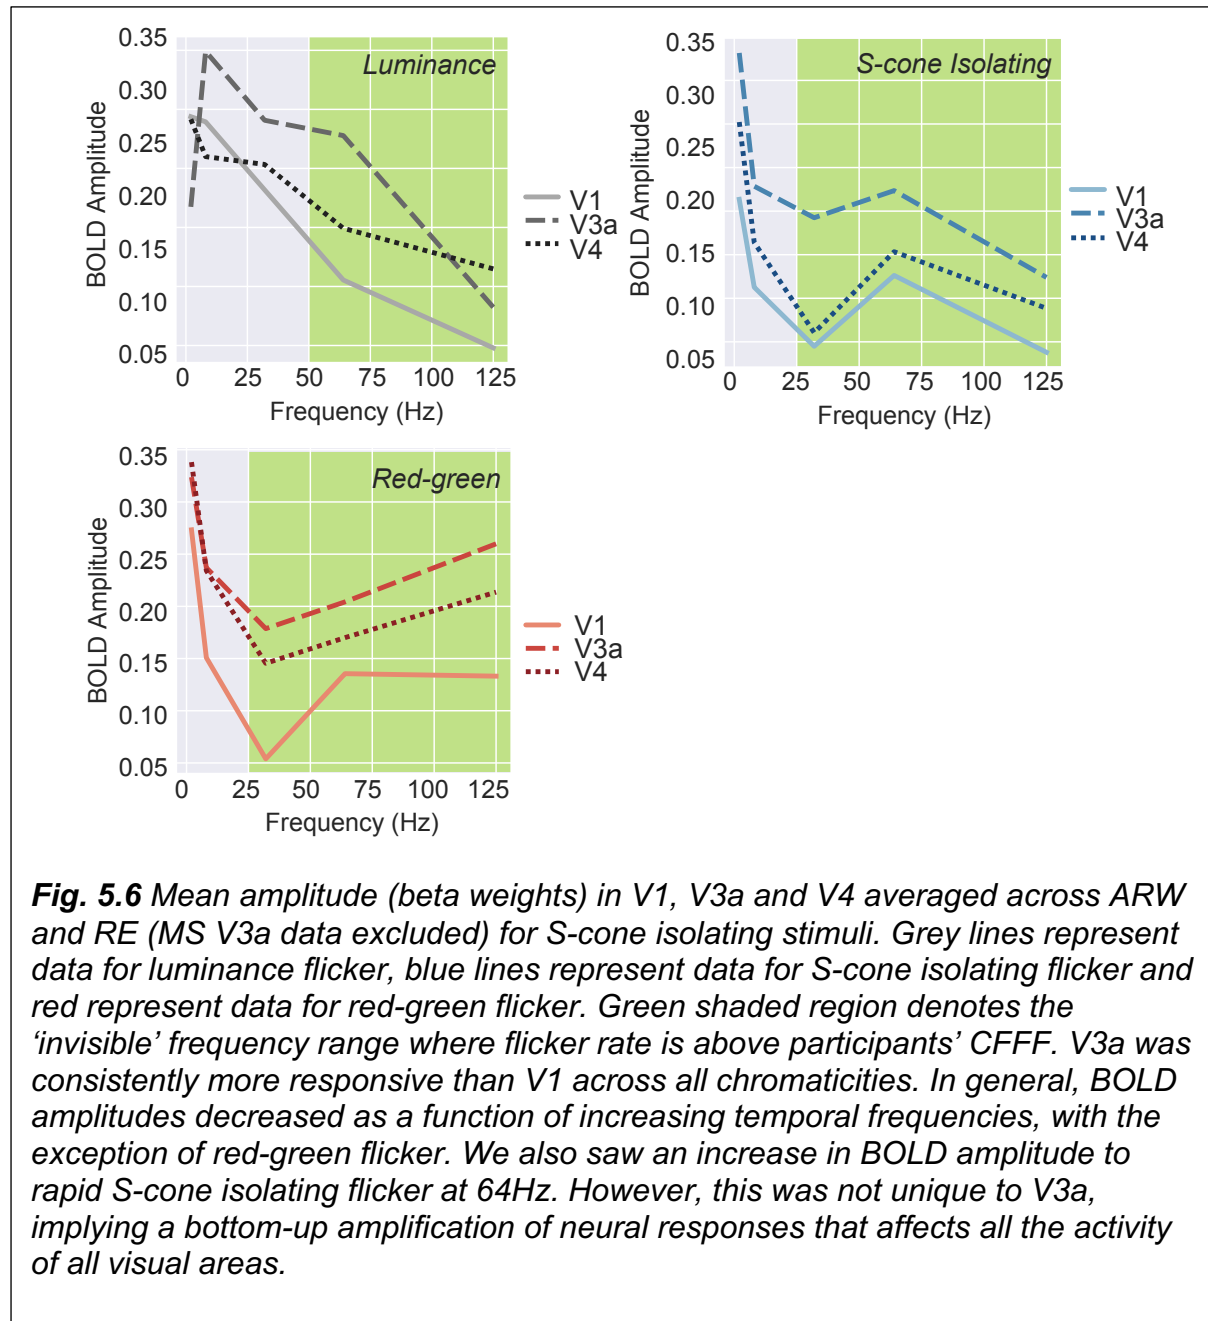 0.35
0.30
0.25
0.20
0.15
0.10
0.05
BOLD Amplitude
Luminance
0 25 50 75 100 125
Frequency (Hz)
V1
V3a
V4
0.35
0.30
0.25
0.20
0.15
0.10
0.05
BOLD Amplitude
S-cone Isolating
0 25 50 75 100 125
Frequency (Hz)
V1
V3a
V4
0.35
0.30
0.25
0.20
0.15
0.10
0.05
BOLD Amplitude
Red-green
0 25 50 75 100 125
Frequency (Hz)
V1
V3a
V4
Fig. 5.6 Mean amplitude (beta weights) in V1, V3a and V4 averaged across ARW
and RE (MS V3a data excluded) for S-cone isolating stimuli. Grey lines represent
data for luminance flicker, blue lines represent data for S-cone isolating flicker and
red represent data for red-green flicker. Green shaded region denotes the
‘invisible’ frequency range where flicker rate is above participants’ CFFF. V3a was
consistently more responsive than V1 across all chromaticities. In general, BOLD
amplitudes decreased as a function of increasing temporal frequencies, with the
exception of red-green flicker. We also saw an increase in BOLD amplitude to
rapid S-cone isolating flicker at 64Hz. However, this was not unique to V3a,
implying a bottom-up amplification of neural responses that affects all the activity
of all visual areas.